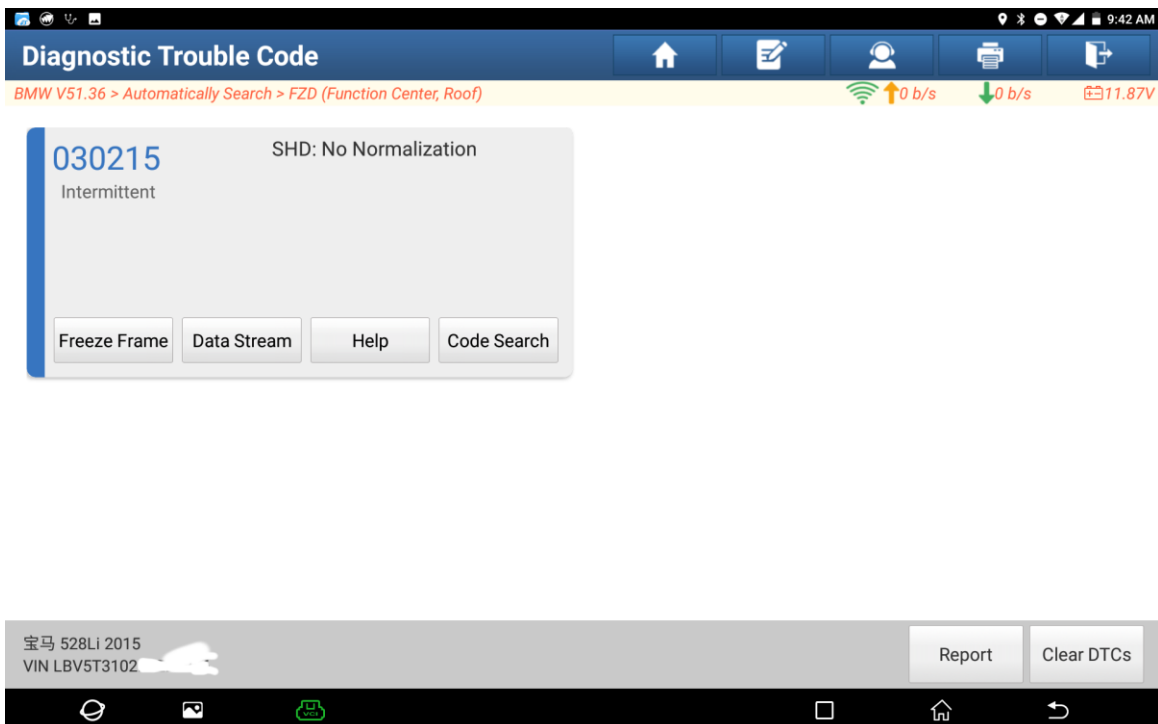 9:42 AM
Diagnostic Trouble Code
BMW V51.36 > Automatically Search > FZD (Function Center, Roof)
0 b/s
0 b/s
11.87V
030215
SHD: No Normalization
Intermittent
Freeze Frame
Data Stream
Help
Code Search
宝马 528Li 2015
VIN LBV5T3102
Report
Clear DTCs
VCI